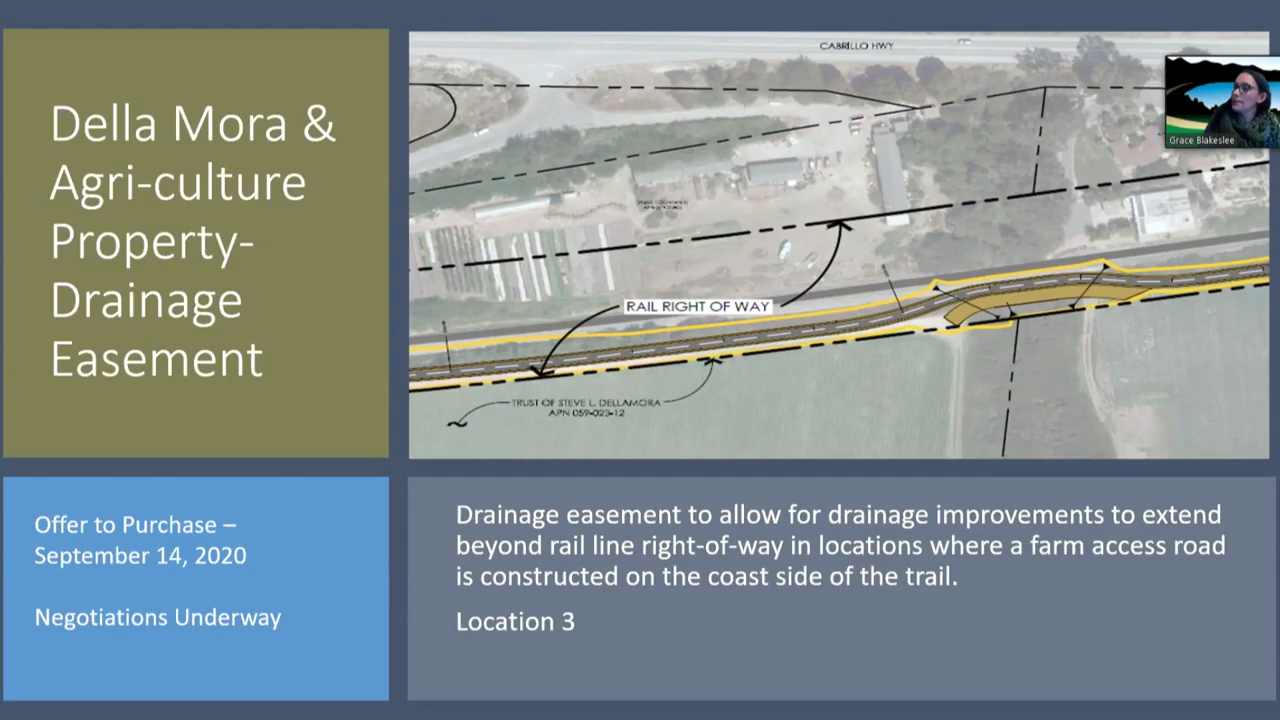 Della Mora &
Agri-culture
Property-
Drainage
Easement
CABRILLO HWY
Grace Blakeslee
RAIL RIGHT OF WAY
TRUST OF STEVE L. DELLAMORA
APN 059-023-12
Offer to Purchase –
September 14, 2020
Negotiations Underway
Drainage easement to allow for drainage improvements to extend
beyond rail line right-of-way in locations where a farm access road
is constructed on the coast side of the trail.
Location 3